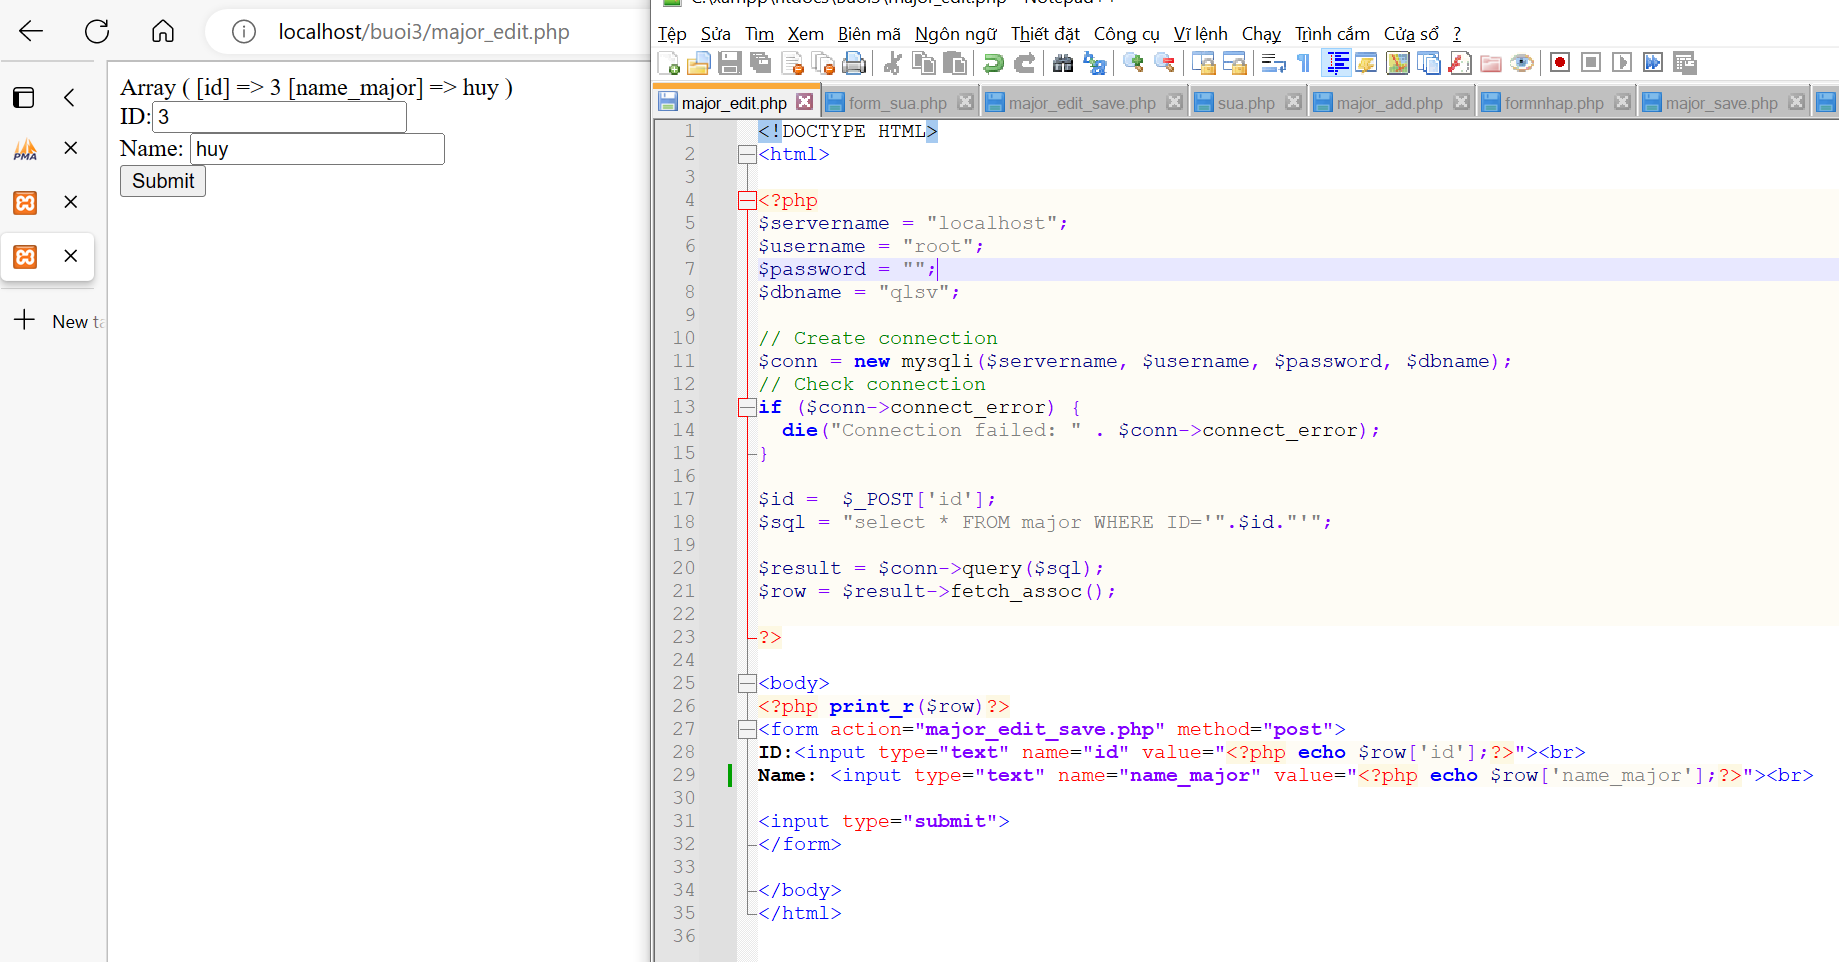 localhost/buoi3/major_edit.php
PMA
New
Array ( [id] => 3 [name_major] => huy )
ID: 3
Name: huy
Submit
Tệp Sửa Tìm Xem Biên mã Ngôn ngữ Thiết đặt Công cụ Vĩ lệnh Chạy Trình cắm Cửa sổ ?
major_edit.php form_sua.php major_edit_save.php sua.php major_add.php formnhap.php major_save.php
1 <!DOCTYPE HTML>
2 <html>
3
4 <?php
5 $servername = "localhost";
6 $username = "root";
7 $password = "";
8 $dbname = "qlsv";
9
10 // Create connection
11 $conn = new mysqli($servername, $username, $password, $dbname);
12 // Check connection
13 if ($conn->connect_error) {
14 die("Connection failed: " . $conn->connect_error);
15 }
16
17 $id =  $_POST['id'];
18 $sql = "select * FROM major WHERE ID='".$id."'";
19
20 $result = $conn->query($sql);
21 $row = $result->fetch_assoc();
22
23 ?>
24
25 <body>
26 <?php print_r($row)?>
27 <form action="major_edit_save.php" method="post">
28 ID:<input type="text" name="id" value="<?php echo $row['id'];?>"><br>
29 Name: <input type="text" name="name_major" value="<?php echo $row['name_major'];?>"><br>
30
31 <input type="submit">
32 </form>
33
34 </body>
35 </html>
36